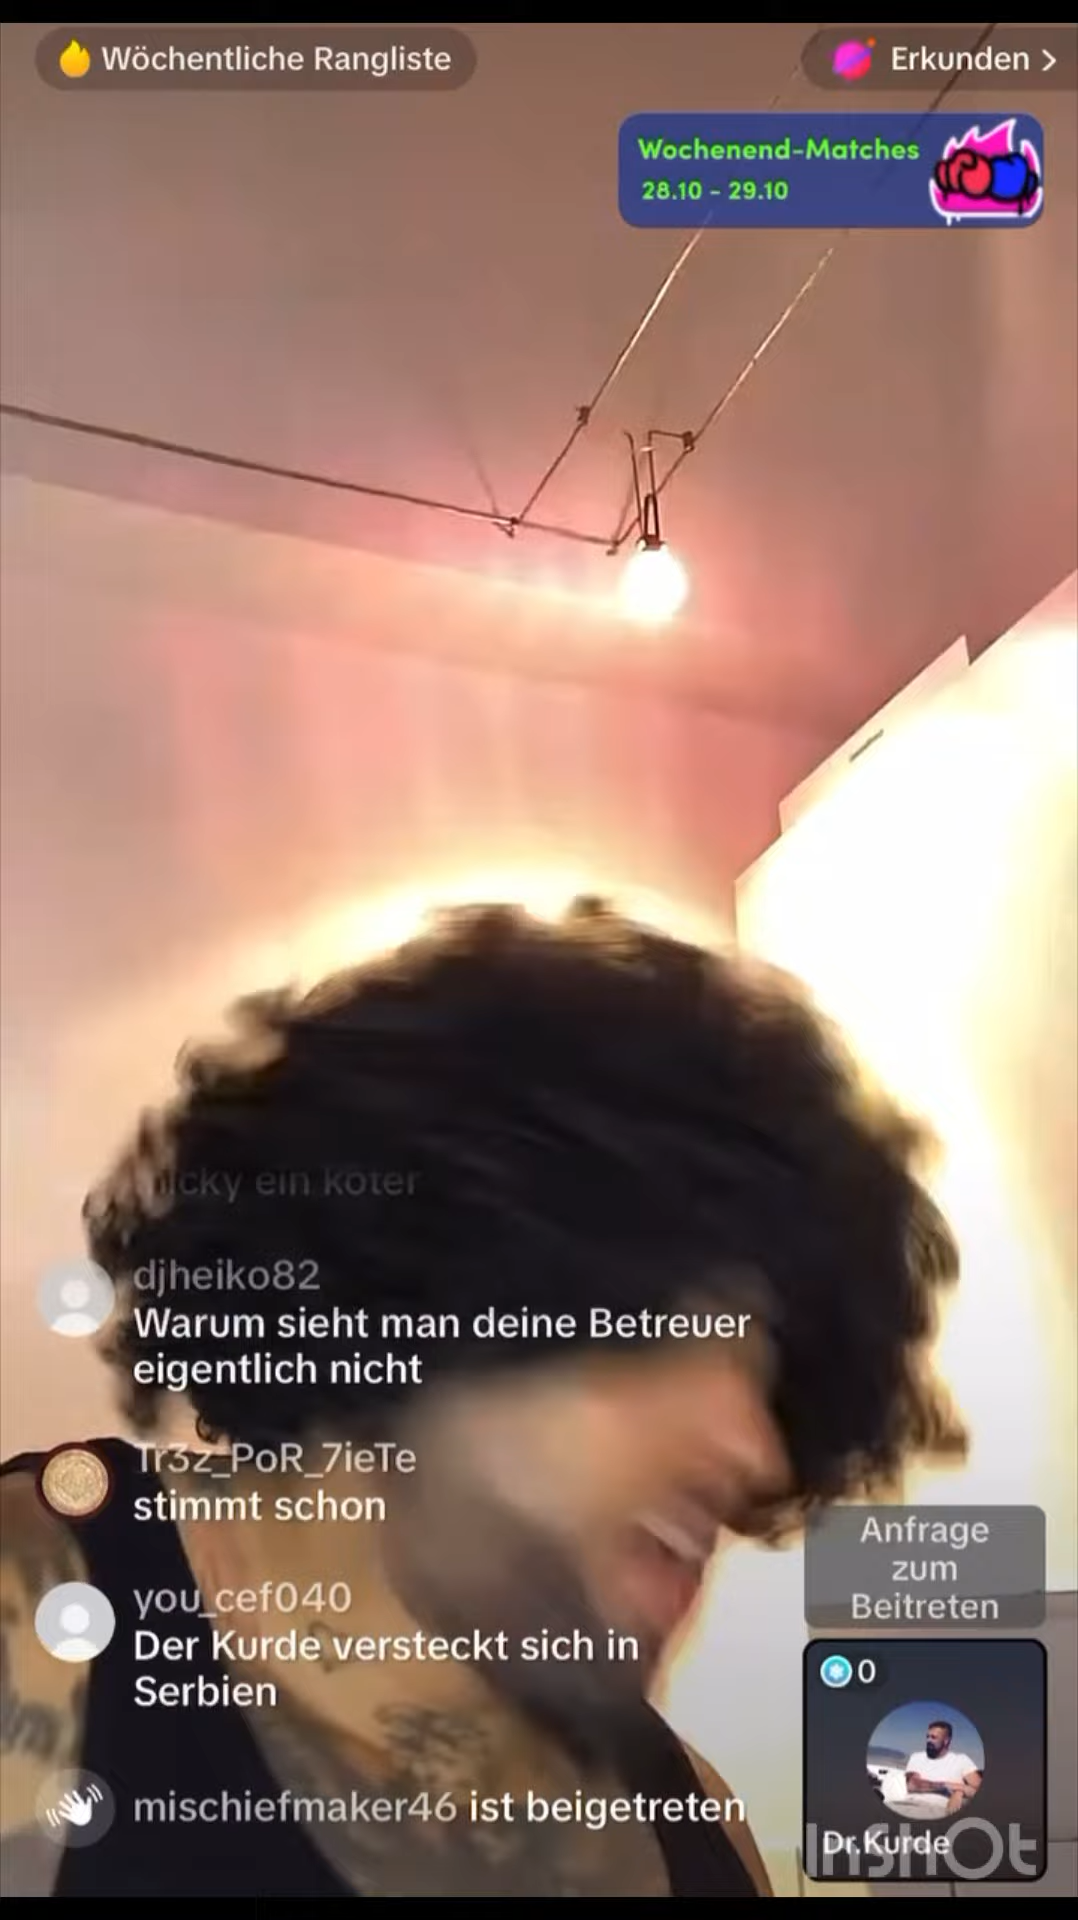 Wöchentliche Rangliste
Erkunden >
Wochenend-Matches
28.10 - 29.10
nicky ein koter
djheiko82
Warum sieht man deine Betreuer
eigentlich nicht
Tr3z_PoR_7ieTe
stimmt schon
you_cef040
Der Kurde versteckt sich in
Serbien
mischiefmaker46 ist beigetreten
Anfrage
zum
Beitreten
0
Dr.Kurde
InShOt